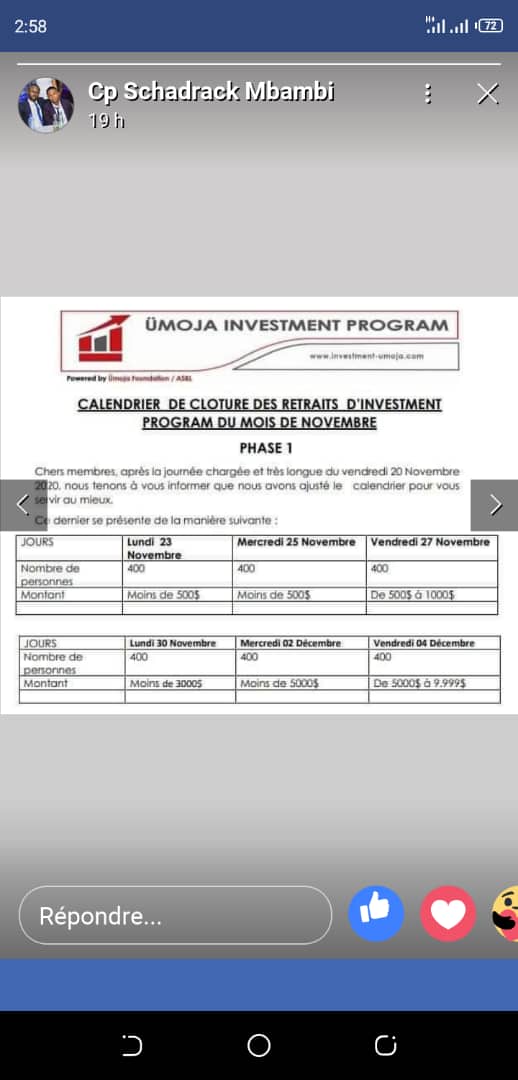 2:58
H+
72
Cp Schadrack Mbambi
19 h
ÜMOJA INVESTMENT PROGRAM
www.investment-umoja.com
Powered by Ümoja Foundation / ASBL
CALENDRIER DE CLOTURE DES RETRAITS D'INVESTMENT
PROGRAM DU MOIS DE NOVEMBRE
PHASE 1
Chers membres, après la journée chargée et très longue du vendredi 20 Novembre
2020, nous tenons à vous informer que nous avons ajusté le calendrier pour vous
servir au mieux.
Ce dernier se présente de la manière suivante :
JOURS Lundi 23 Novembre Mercredi 25 Novembre Vendredi 27 Novembre
Nombre de personnes 400 400 400
Montant Moins de 500$ Moins de 500$ De 500$ à 1000$
JOURS Lundi 30 Novembre Mercredi 02 Décembre Vendredi 04 Décembre
Nombre de personnes 400 400 400
Montant Moins de 3000$ Moins de 5000$ De 5000$ à 9.999$
Répondre...